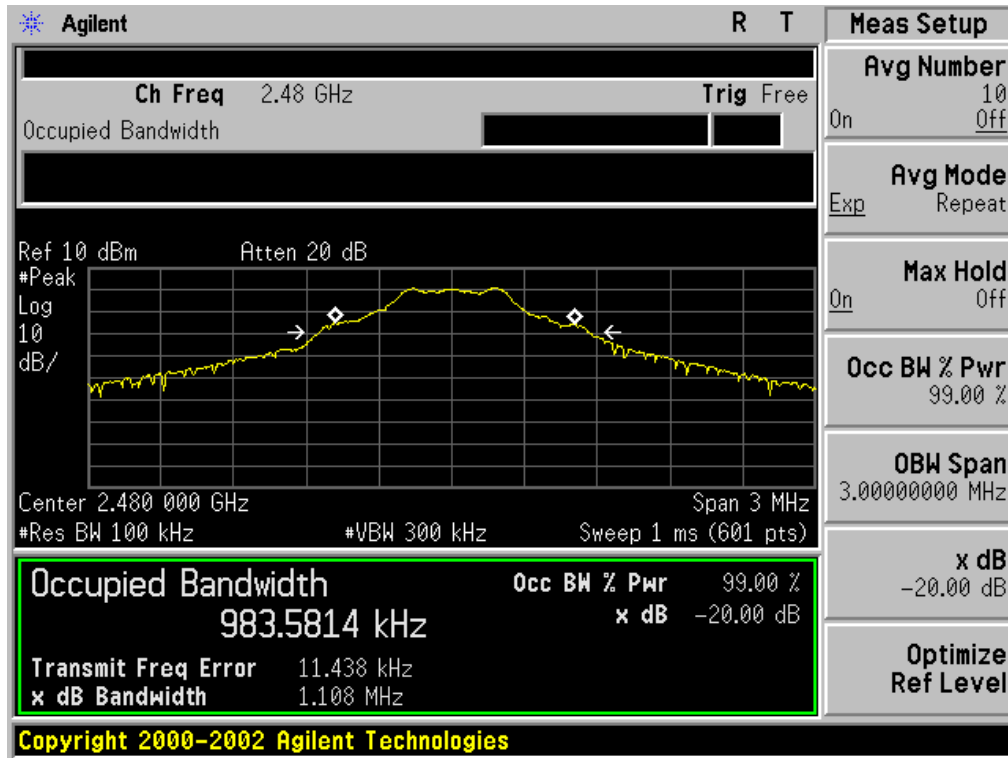 Agilent R T
Ch Freq 2.48 GHz Trig Free
Occupied Bandwidth
Ref 10 dBm Atten 20 dB
#Peak
Log
10
dB/
Center 2.480 000 GHz Span 3 MHz
#Res BW 100 kHz #VBW 300 kHz Sweep 1 ms (601 pts)
Occupied Bandwidth Occ BW % Pwr 99.00 %
983.5814 kHz x dB -20.00 dB
Transmit Freq Error 11.438 kHz
x dB Bandwidth 1.108 MHz
Copyright 2000-2002 Agilent Technologies
Meas Setup
Avg Number
10
On Off
Avg Mode
Exp Repeat
Max Hold
On Off
Occ BW % Pwr
99.00 %
OBW Span
3.00000000 MHz
x dB
-20.00 dB
Optimize
Ref Level